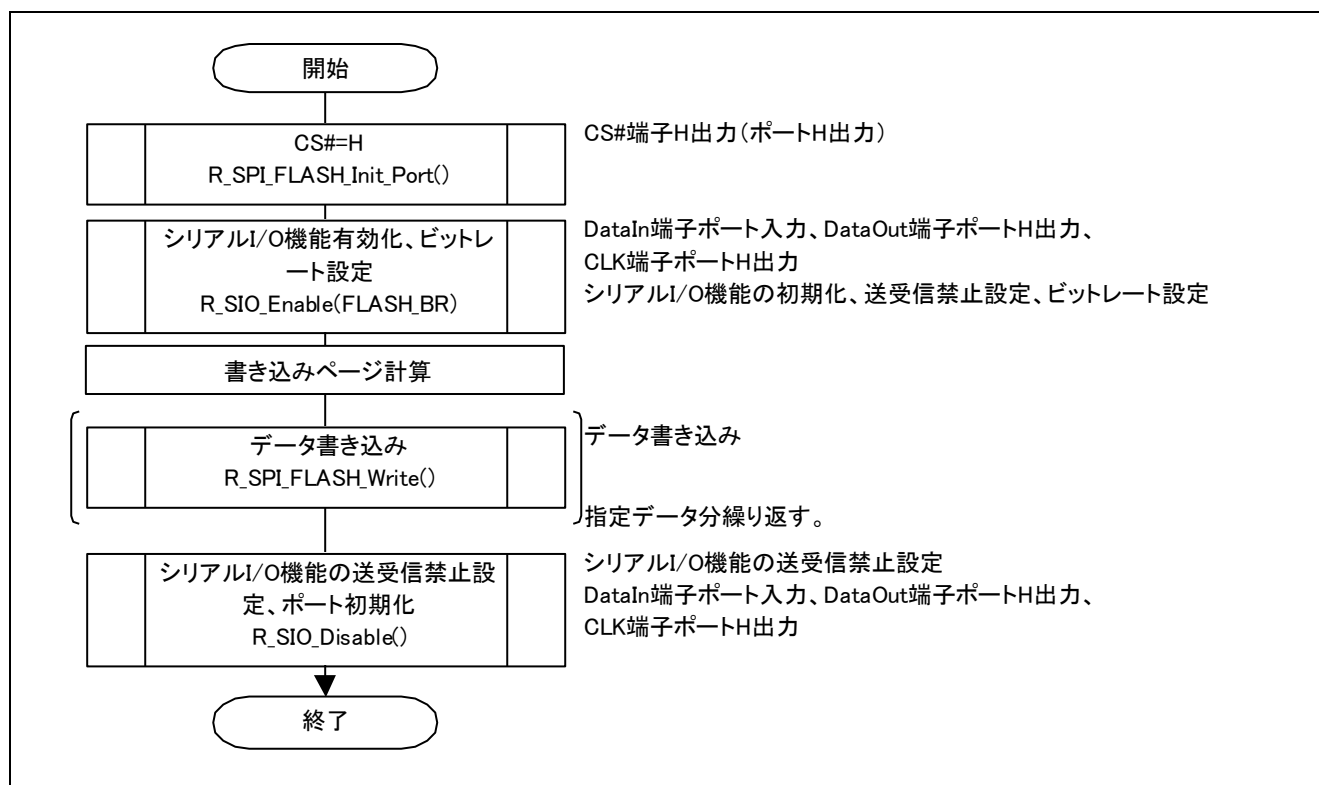 開始
CS#=H
R_SPI_FLASH_Init_Port()
CS#端子H出力(ポートH出力)
シリアルI/O機能有効化、ビットレ
ート設定
R_SIO_Enable(FLASH_BR)
DataIn端子ポート入力、DataOut端子ポートH出力、
CLK端子ポートH出力
シリアルI/O機能の初期化、送受信禁止設定、ビットレート設定
書き込みページ計算
データ書き込み
R_SPI_FLASH_Write()
データ書き込み
指定データ分繰り返す。
シリアルI/O機能の送受信禁止設
定、ポート初期化
R_SIO_Disable()
シリアルI/O機能の送受信禁止設定
DataIn端子ポート入力、DataOut端子ポートH出力、
CLK端子ポートH出力
終了